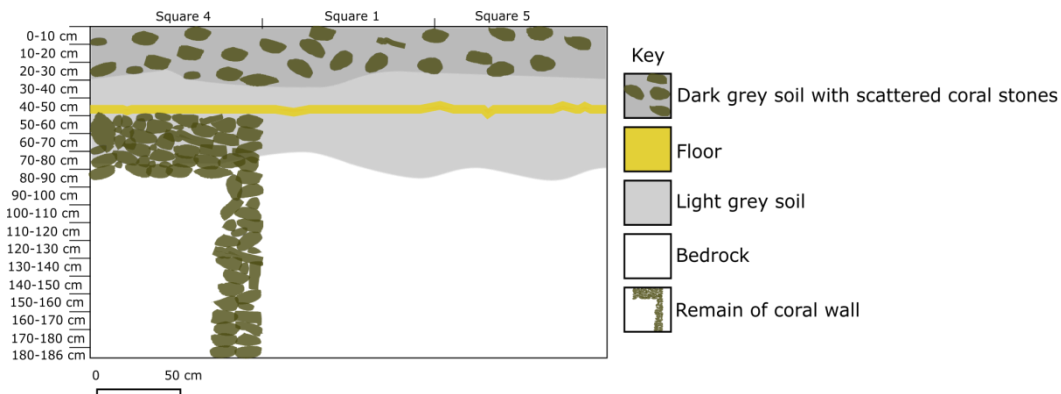 Square 4 Square 1 Square 5
0-10 cm
10-20 cm
20-30 cm
30-40 cm
40-50 cm
50-60 cm
60-70 cm
70-80 cm
80-90 cm
90-100 cm
100-110 cm
110-120 cm
120-130 cm
130-140 cm
140-150 cm
150-160 cm
160-170 cm
170-180 cm
180-186 cm
0 50 cm
Key
Dark grey soil with scattered coral stones
Floor
Light grey soil
Bedrock
Remain of coral wall